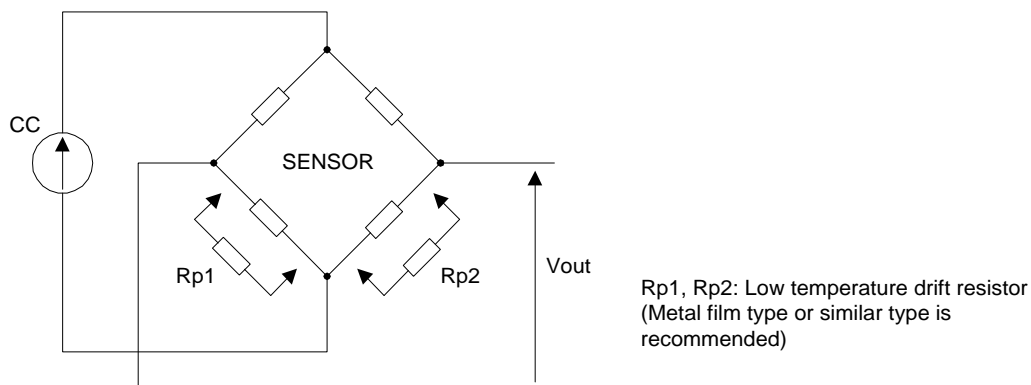 CC
SENSOR
Rp1
Rp2
Vout
Rp1, Rp2: Low temperature drift resistor
(Metal film type or similar type is
recommended)